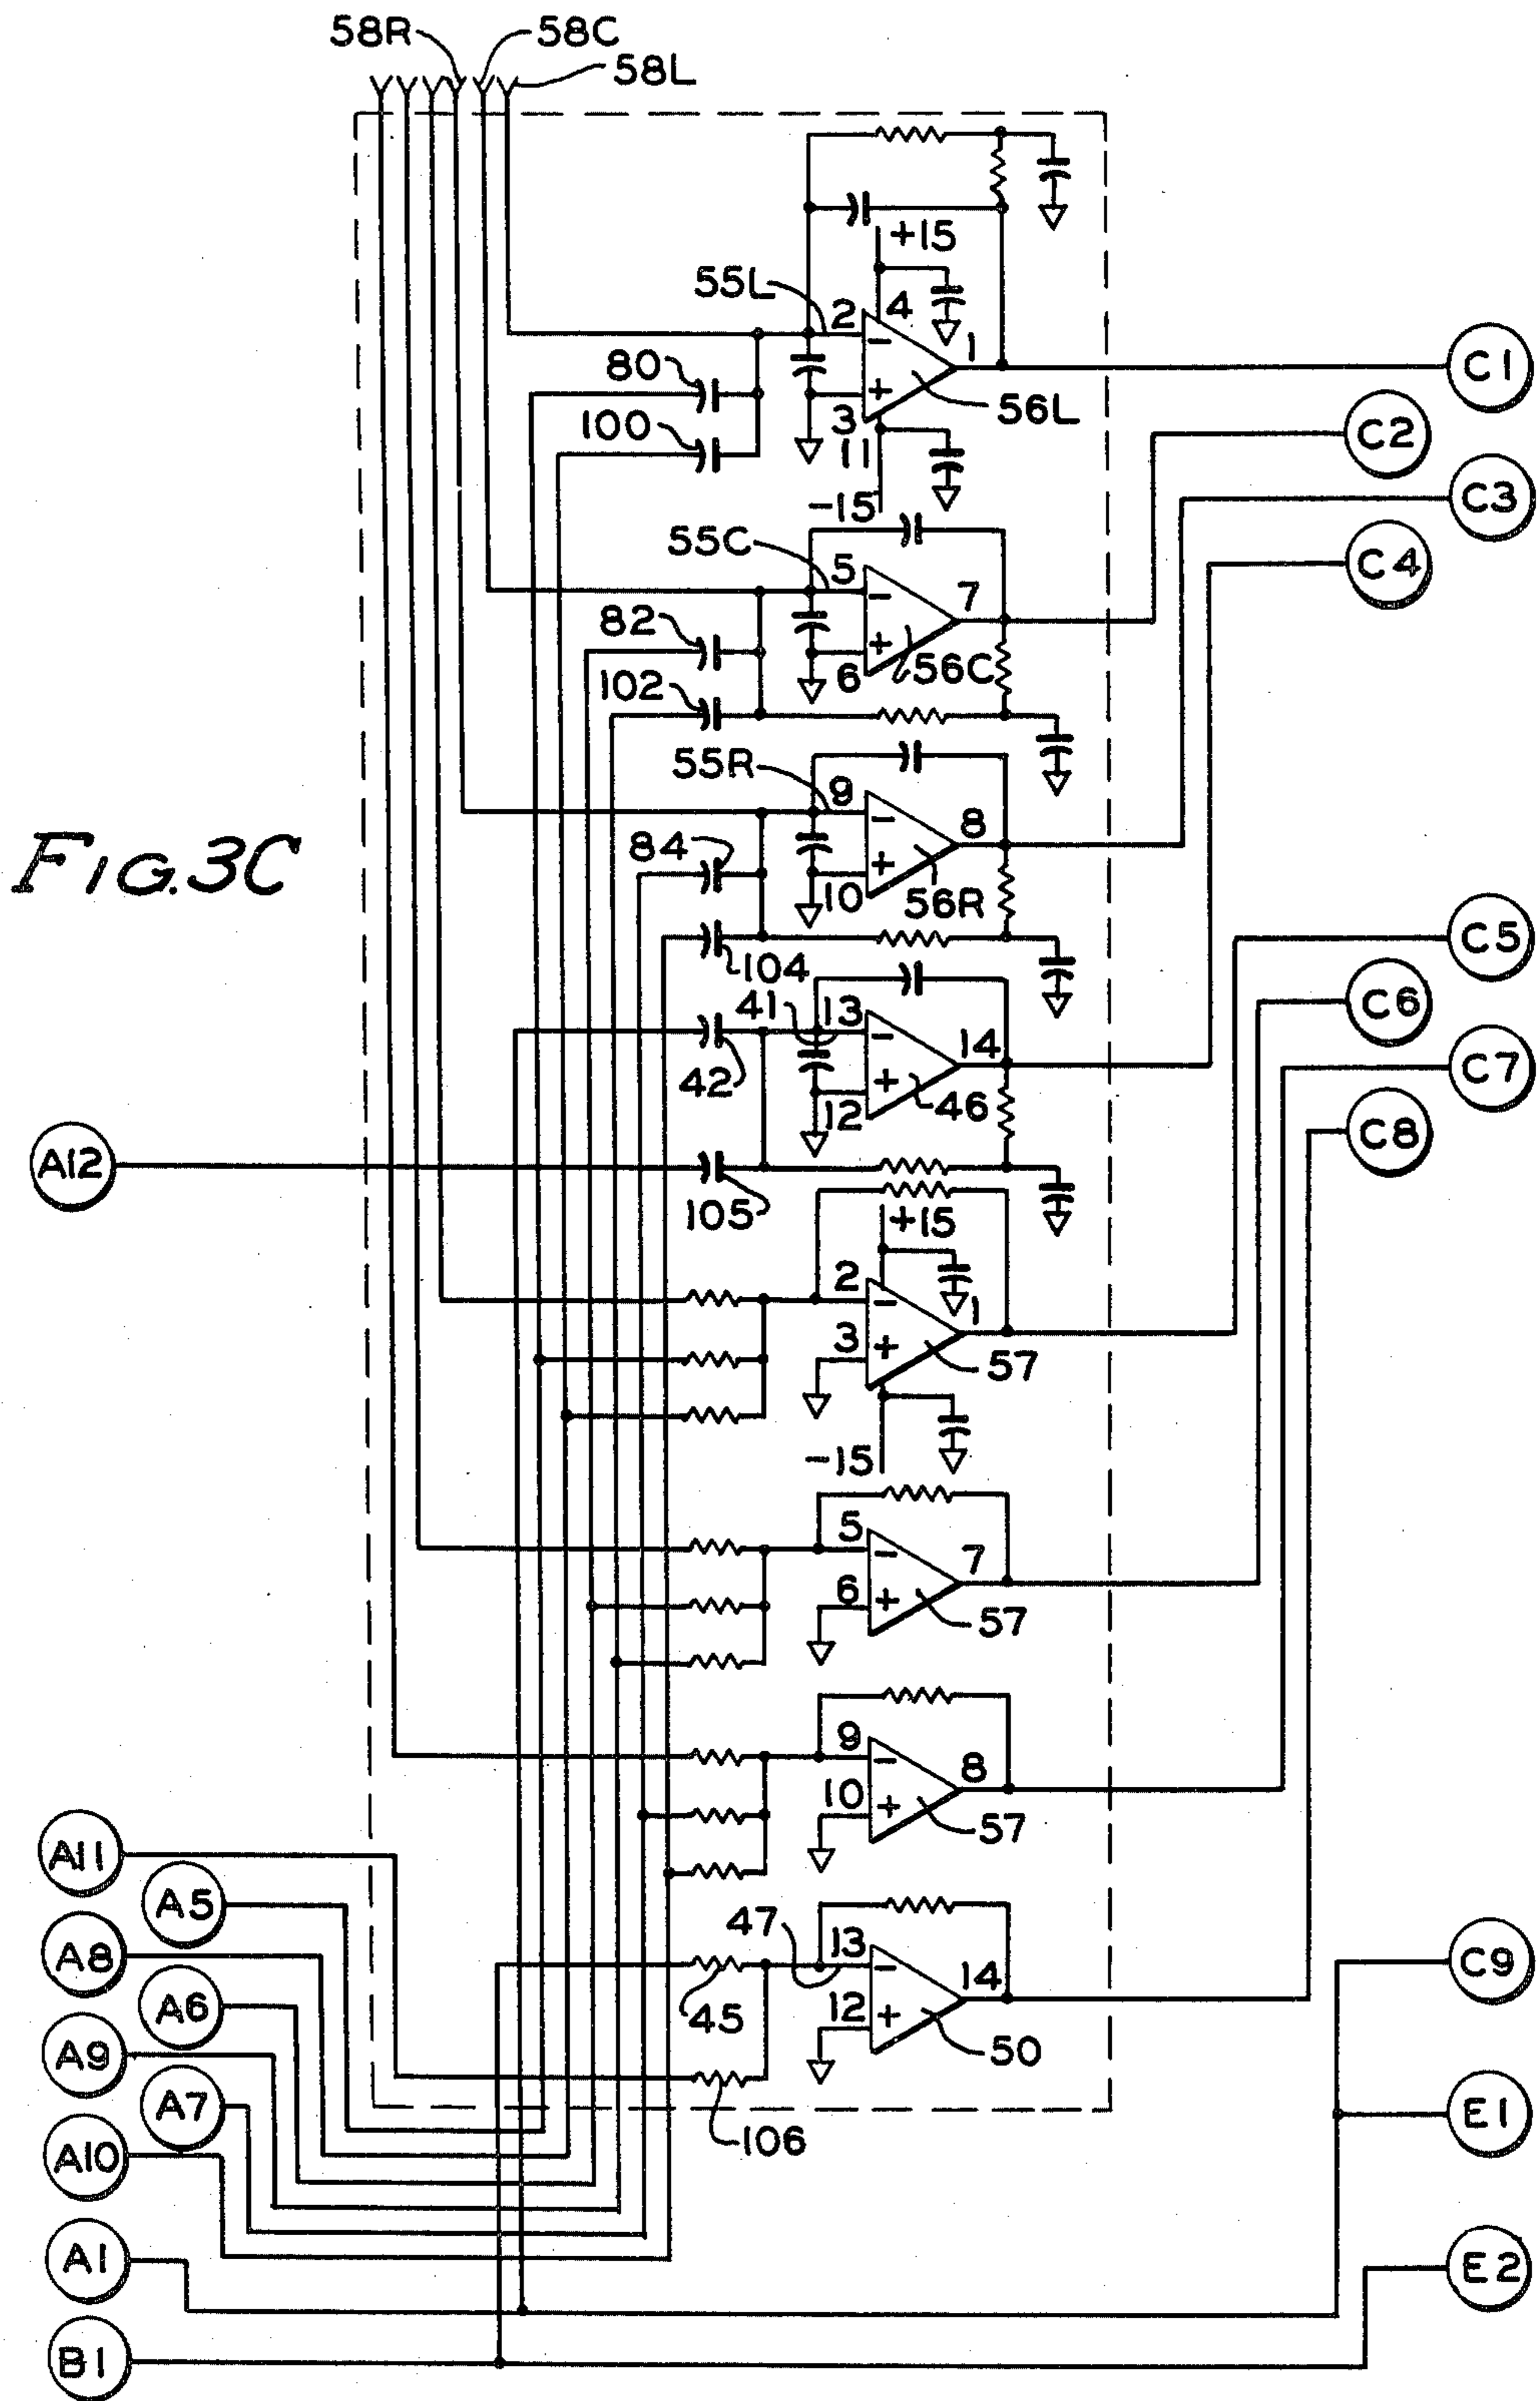 58R
58C
58L
+15
55L
2
4
1
80
56L
3
100
11
C1
C2
-15
C3
55C
5
7
C4
82
6
56C
102
55R
9
8
FIG. 3C
84
10
56R
C5
104
41
13
C6
14
42
46
C7
12
C8
A12
105
+15
2
1
3
57
-15
5
7
6
57
9
8
10
57
A11
A5
47
13
A8
14
C9
A6
45
12
A9
50
A7
106
E1
A10
A1
E2
B1